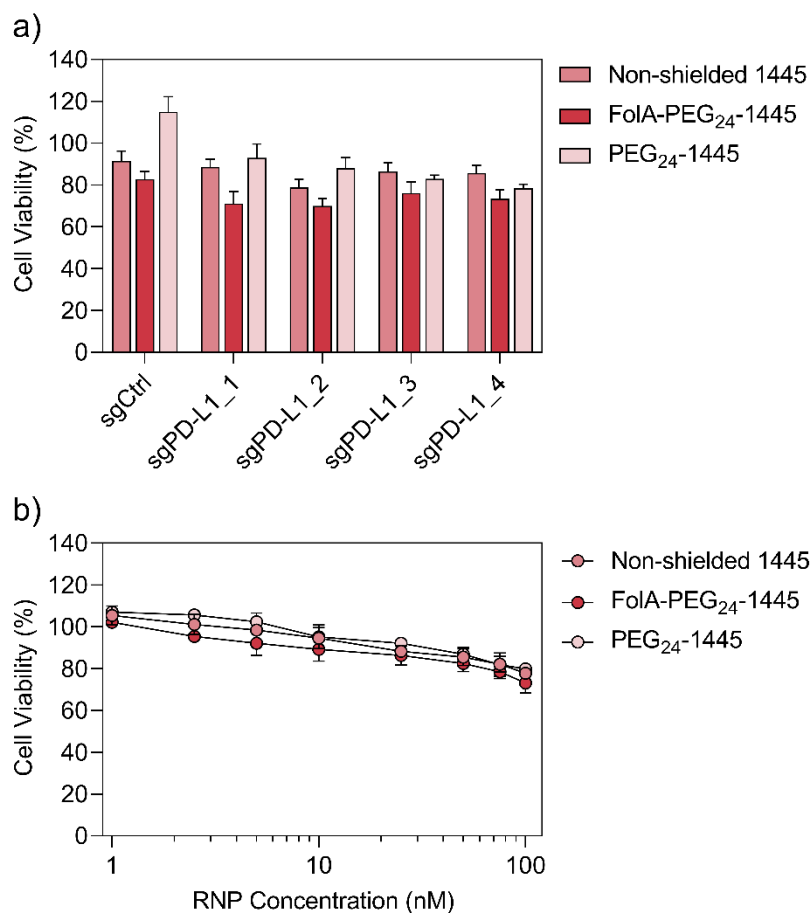 a)
140
120
100
80
60
40
20
0
Cell Viability (%)
sgCtrl
sgPD-L1_1
sgPD-L1_2
sgPD-L1_3
sgPD-L1_4
Non-shielded 1445
FolA-PEG₂₄-1445
PEG₂₄-1445
b)
140
120
100
80
60
40
20
0
Cell Viability (%)
1
10
100
RNP Concentration (nM)
Non-shielded 1445
FolA-PEG₂₄-1445
PEG₂₄-1445